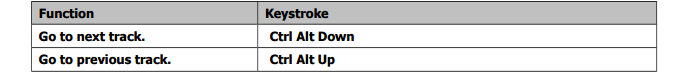 Function Keystroke
Go to next track. Ctrl Alt Down
Go to previous track. Ctrl Alt Up